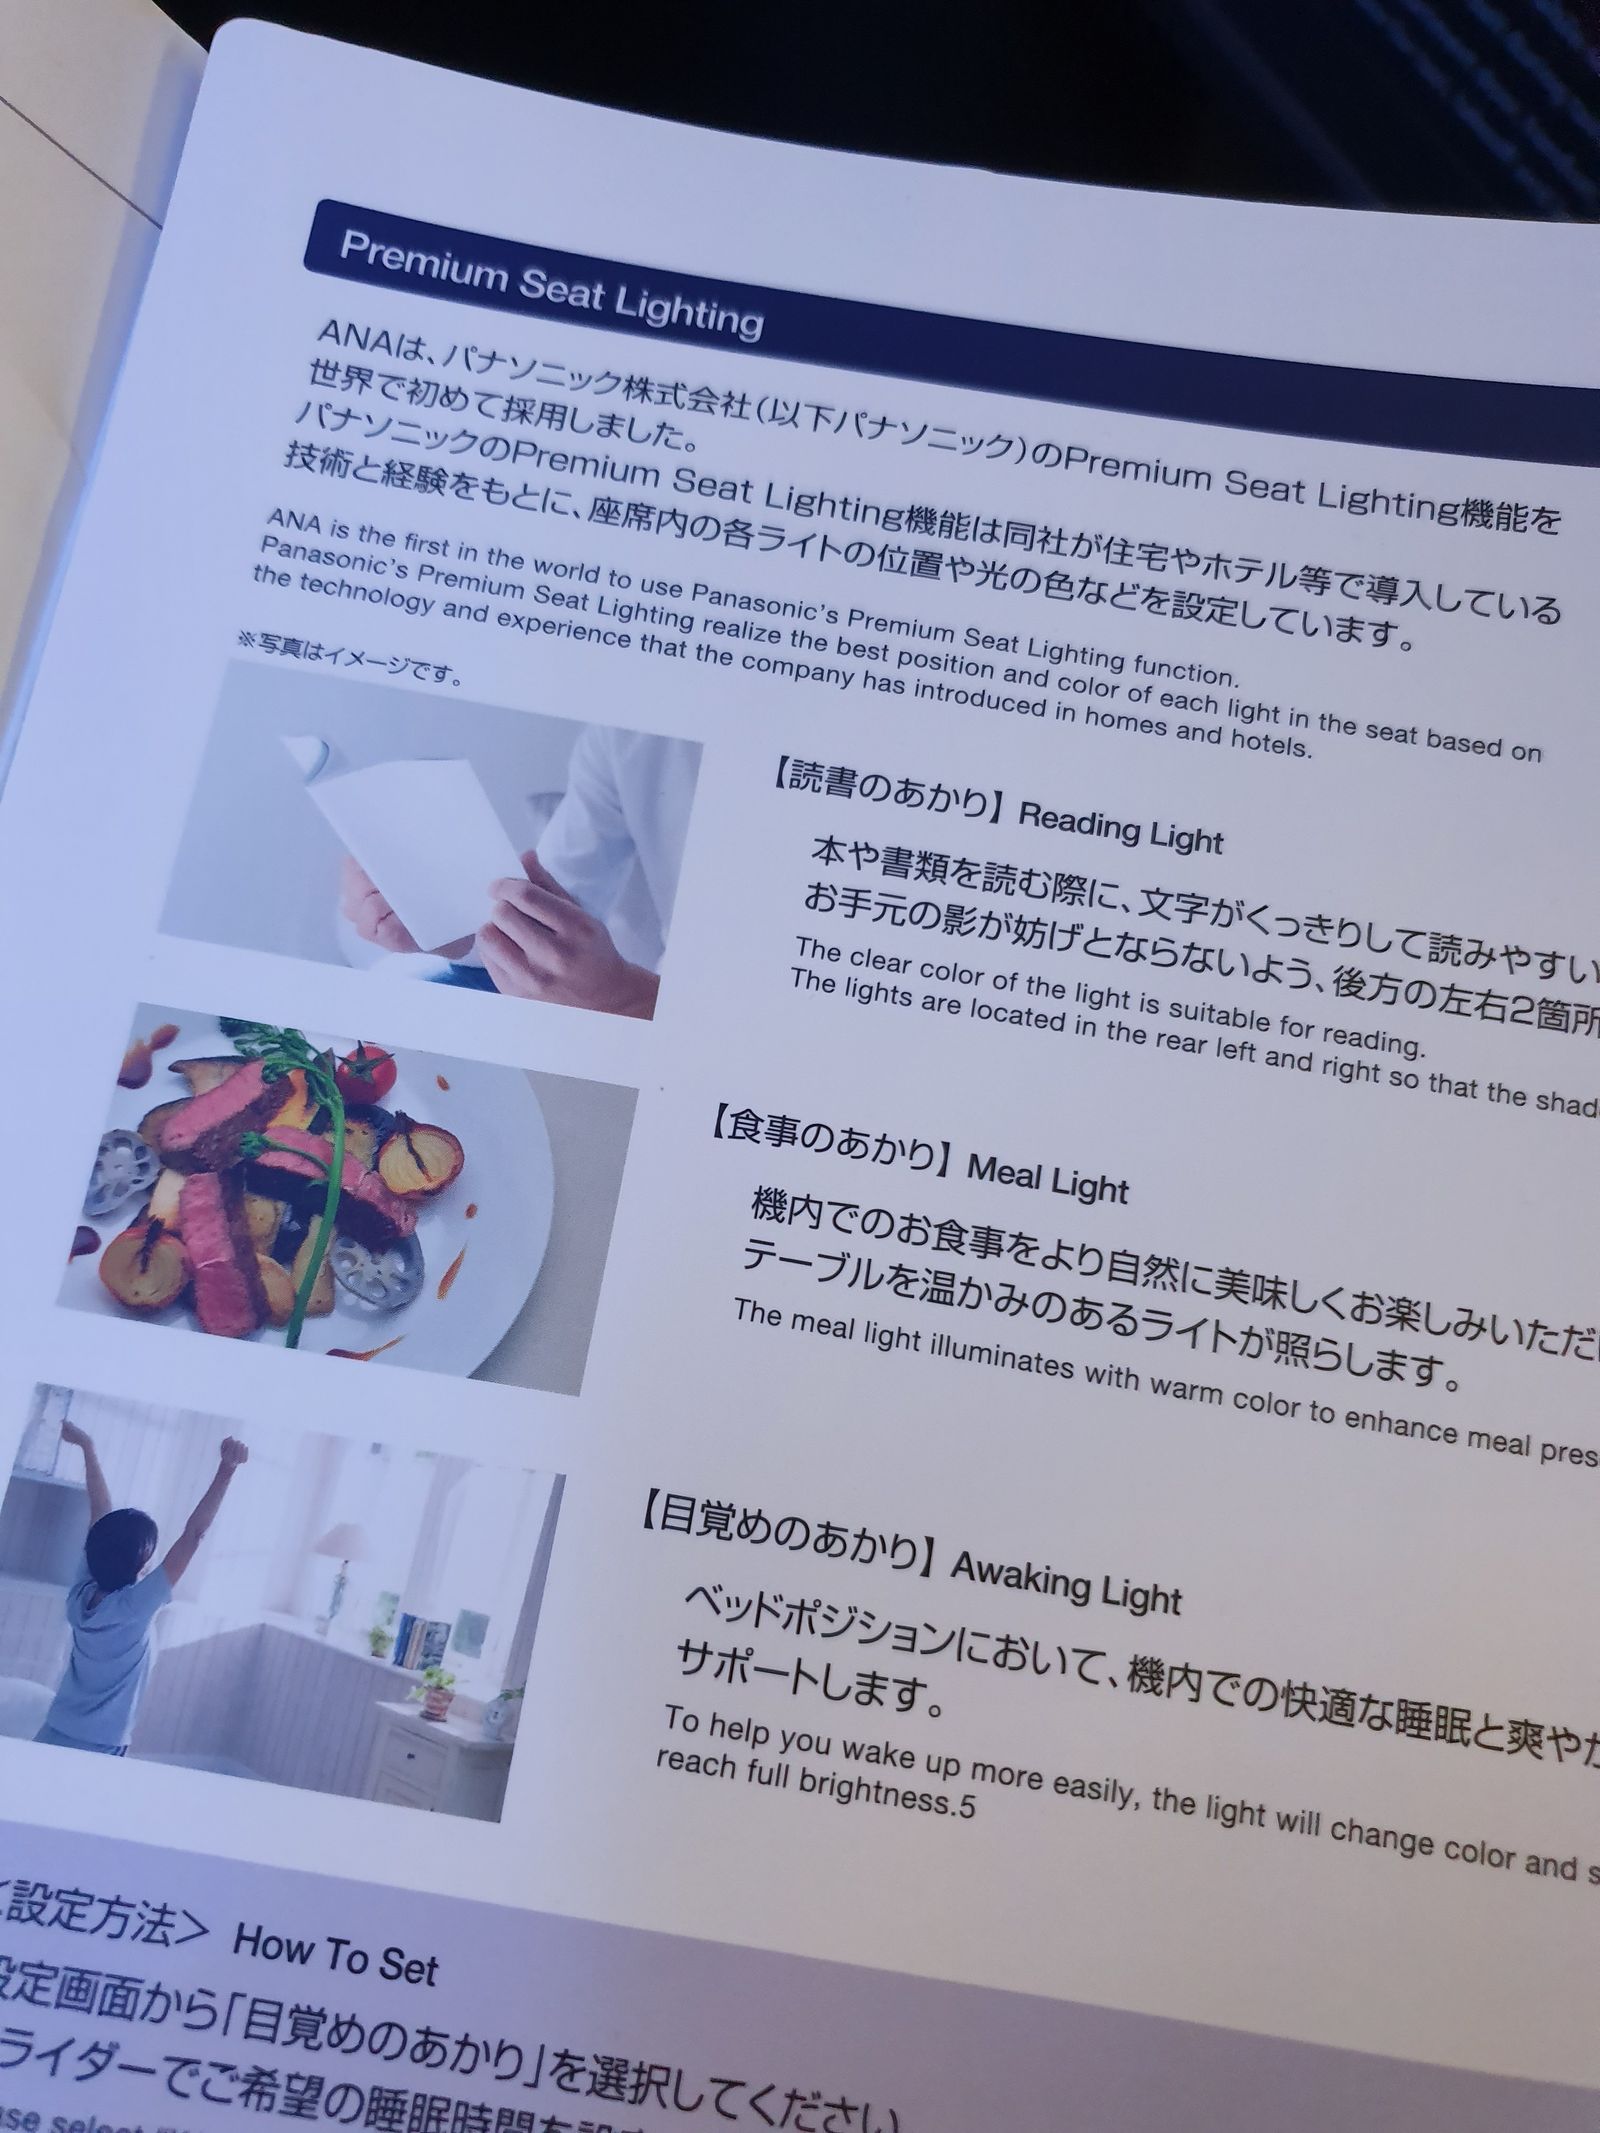 Premium Seat Lighting
ANAは、パナソニック株式会社(以下パナソニック)のPremium Seat Lighting機能を
世界で初めて採用しました。
パナソニックのPremium Seat Lighting機能は同社が住宅やホテル等で導入している
技術と経験をもとに、座席内の各ライトの位置や光の色などを設定しています。
ANA is the first in the world to use Panasonic's Premium Seat Lighting function.
Panasonic's Premium Seat Lighting realize the best position and color of each light in the seat based on
the technology and experience that the company has introduced in homes and hotels.
※写真はイメージです。
【読書のあかり】 Reading Light
本や書類を読む際に、文字がくっきりして読みやすい
お手元の影が妨げとならないよう、後方の左右2箇所
The clear color of the light is suitable for reading.
The lights are located in the rear left and right so that the
【食事のあかり】 Meal Light
機内でのお食事をより自然に美味しくお楽しみいただ
テーブルを温かみのあるライトが照らします。
The meal light illuminates with warm color to enhance meal
【目覚めのあかり】 Awaking Light
ベッドポジションにおいて、機内での快適な睡眠と爽や
サポートします。
To help you wake up more easily, the light will change color and
reach full brightness.5
<設定方法> How To Set
設定画面から「目覚めのあかり」を選択してください
ライダーでご希望の睡眠時間を
select